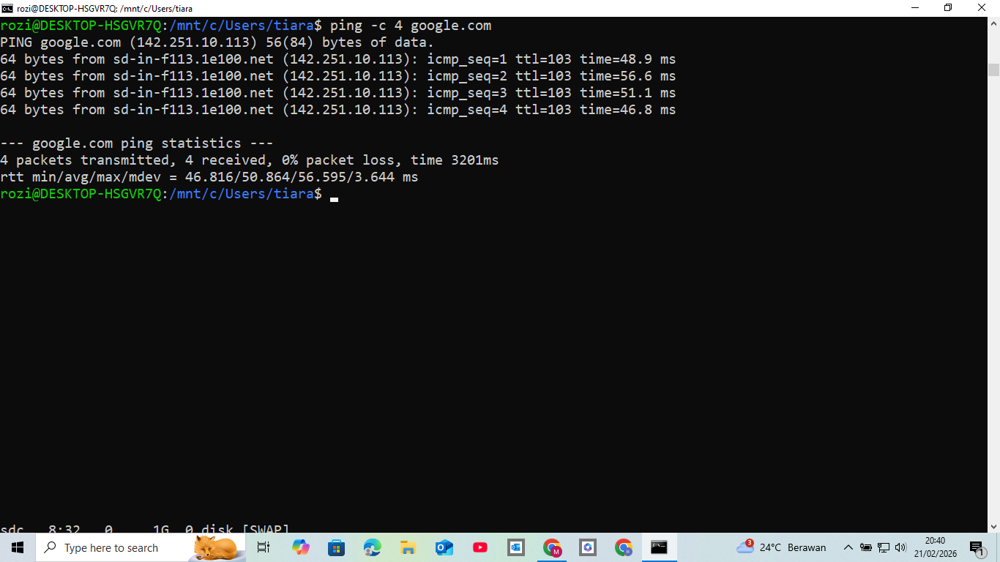 rozi@DESKTOP-HSGVR7Q: /mnt/c/Users/tiara
rozi@DESKTOP-HSGVR7Q:/mnt/c/Users/tiara$ ping -c 4 google.com
PING google.com (142.251.10.113) 56(84) bytes of data.
64 bytes from sd-in-f113.1e100.net (142.251.10.113): icmp_seq=1 ttl=103 time=48.9 ms
64 bytes from sd-in-f113.1e100.net (142.251.10.113): icmp_seq=2 ttl=103 time=56.6 ms
64 bytes from sd-in-f113.1e100.net (142.251.10.113): icmp_seq=3 ttl=103 time=51.1 ms
64 bytes from sd-in-f113.1e100.net (142.251.10.113): icmp_seq=4 ttl=103 time=46.8 ms
--- google.com ping statistics ---
4 packets transmitted, 4 received, 0% packet loss, time 3201ms
rtt min/avg/max/mdev = 46.816/50.864/56.595/3.644 ms
rozi@DESKTOP-HSGVR7Q:/mnt/c/Users/tiara$
sdc 8:32 0 1G 0 disk [SWAP]
Type here to search
3
24°C Berawan
20:40
21/02/2026
1